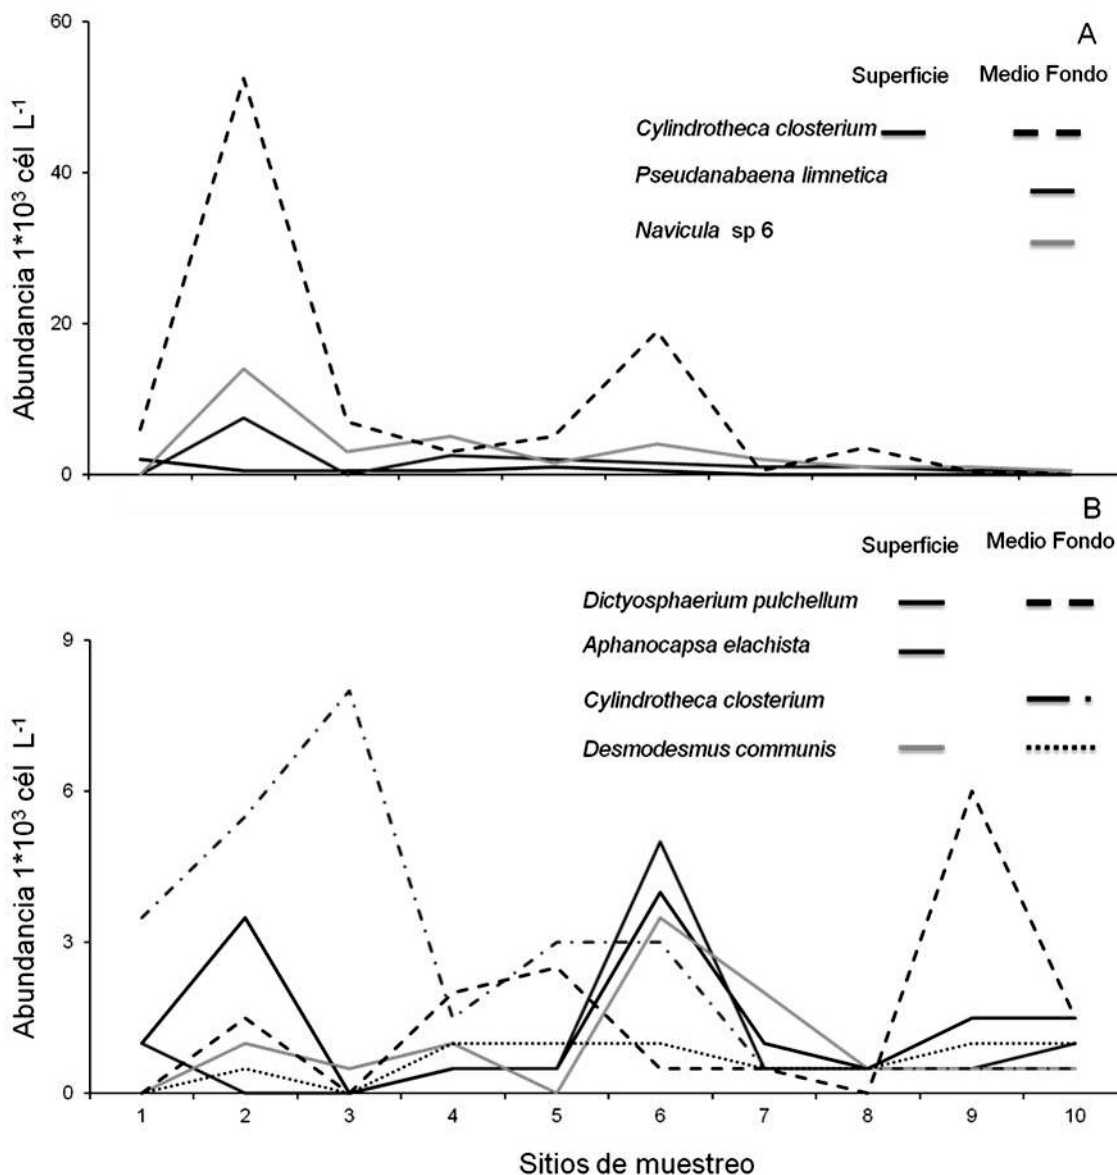 A
Superficie Medio Fondo
Cylindrotheca closterium
Pseudanabaena limnetica
Navicula sp 6
Abundancia 1*10³ cél L⁻¹
60
40
20
0
B
Superficie Medio Fondo
Dictyosphaerium pulchellum
Aphanocapsa elachista
Cylindrotheca closterium
Desmodesmus communis
Abundancia 1*10³ cél L⁻¹
9
6
3
0
1 2 3 4 5 6 7 8 9 10
Sitios de muestreo